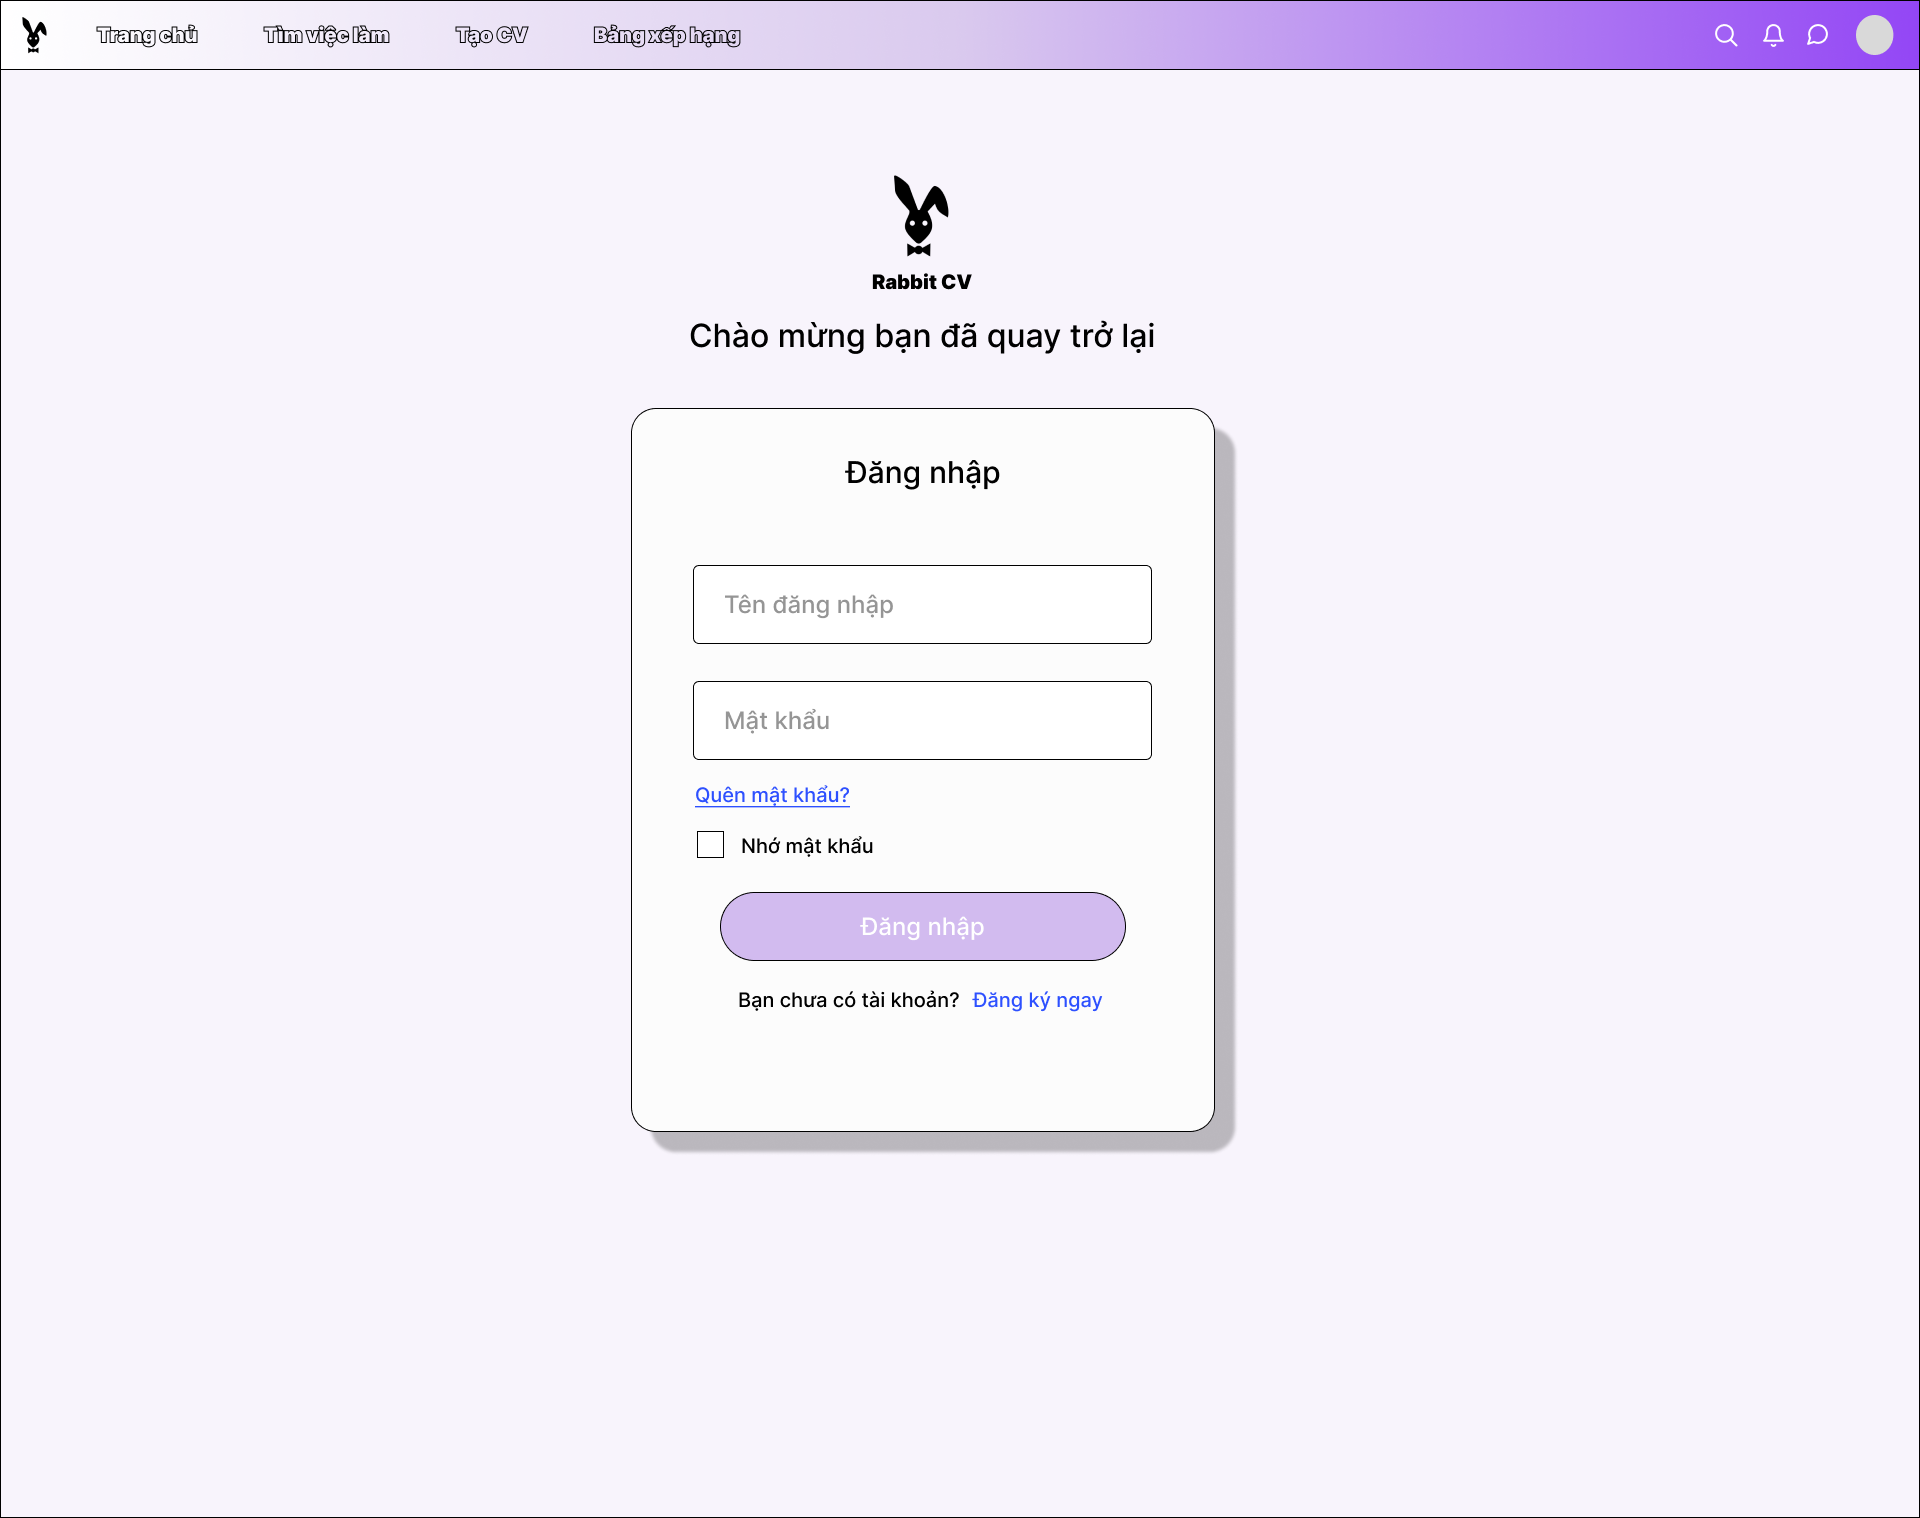 Trang chủ Tìm việc làm Tạo CV Bảng xếp hạng
Rabbit CV
Chào mừng bạn đã quay trở lại
Đăng nhập
Tên đăng nhập
Mật khẩu
Quên mật khẩu?
Nhớ mật khẩu
Đăng nhập
Bạn chưa có tài khoản? Đăng ký ngay